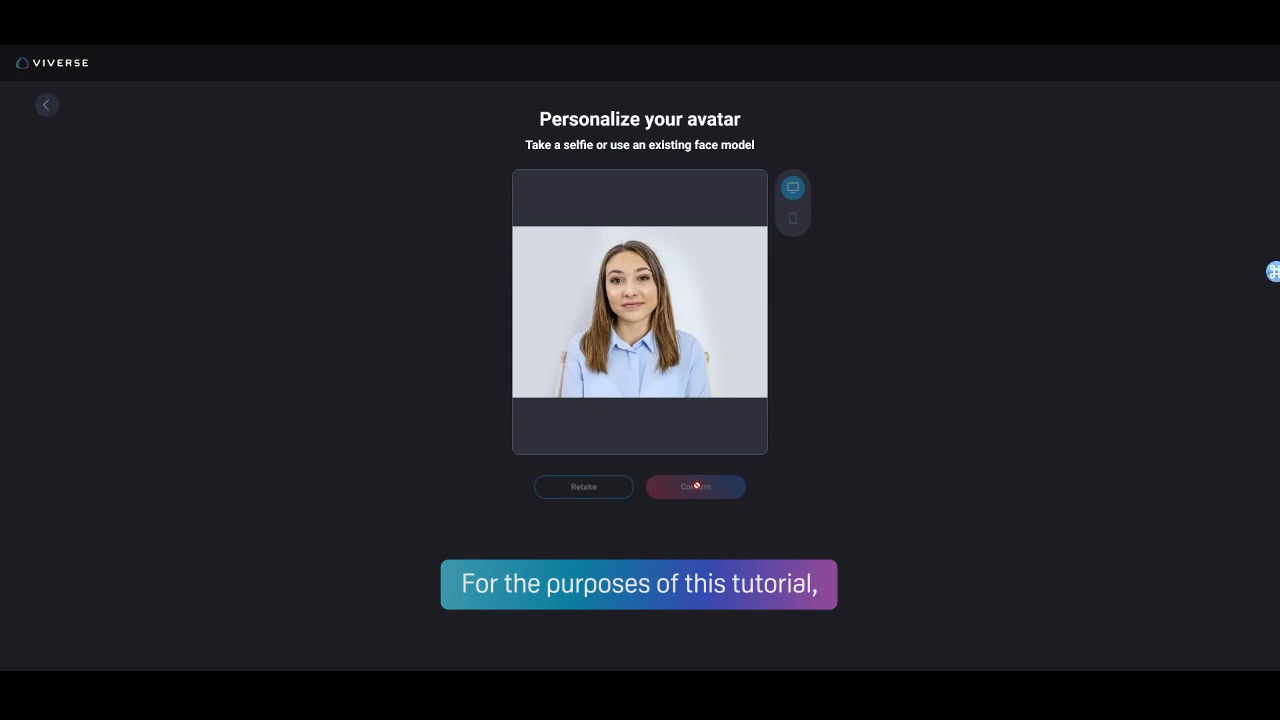 VIVERSE
Personalize your avatar
Take a selfie or use an existing face model
Retake
Confirm
For the purposes of this tutorial,